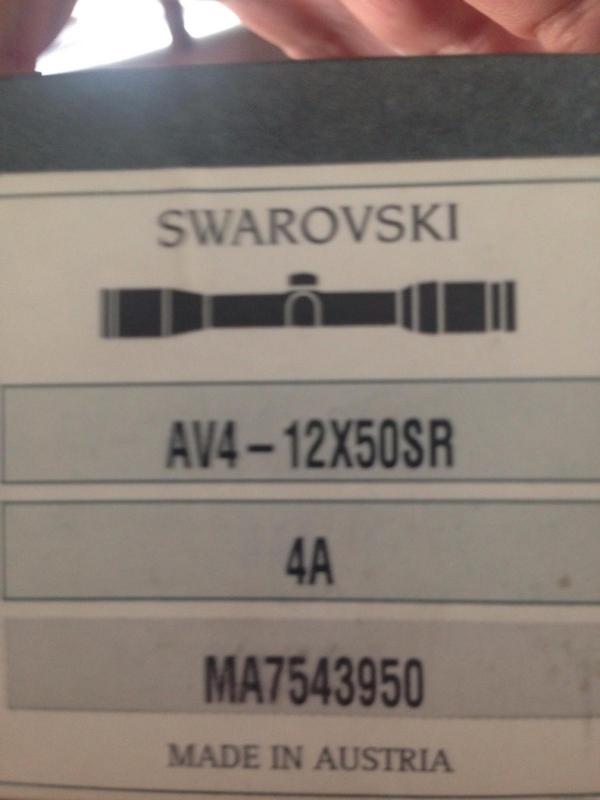 SWAROVSKI
AV4-12X50SR
4A
MA7543950
MADE IN AUSTRIA